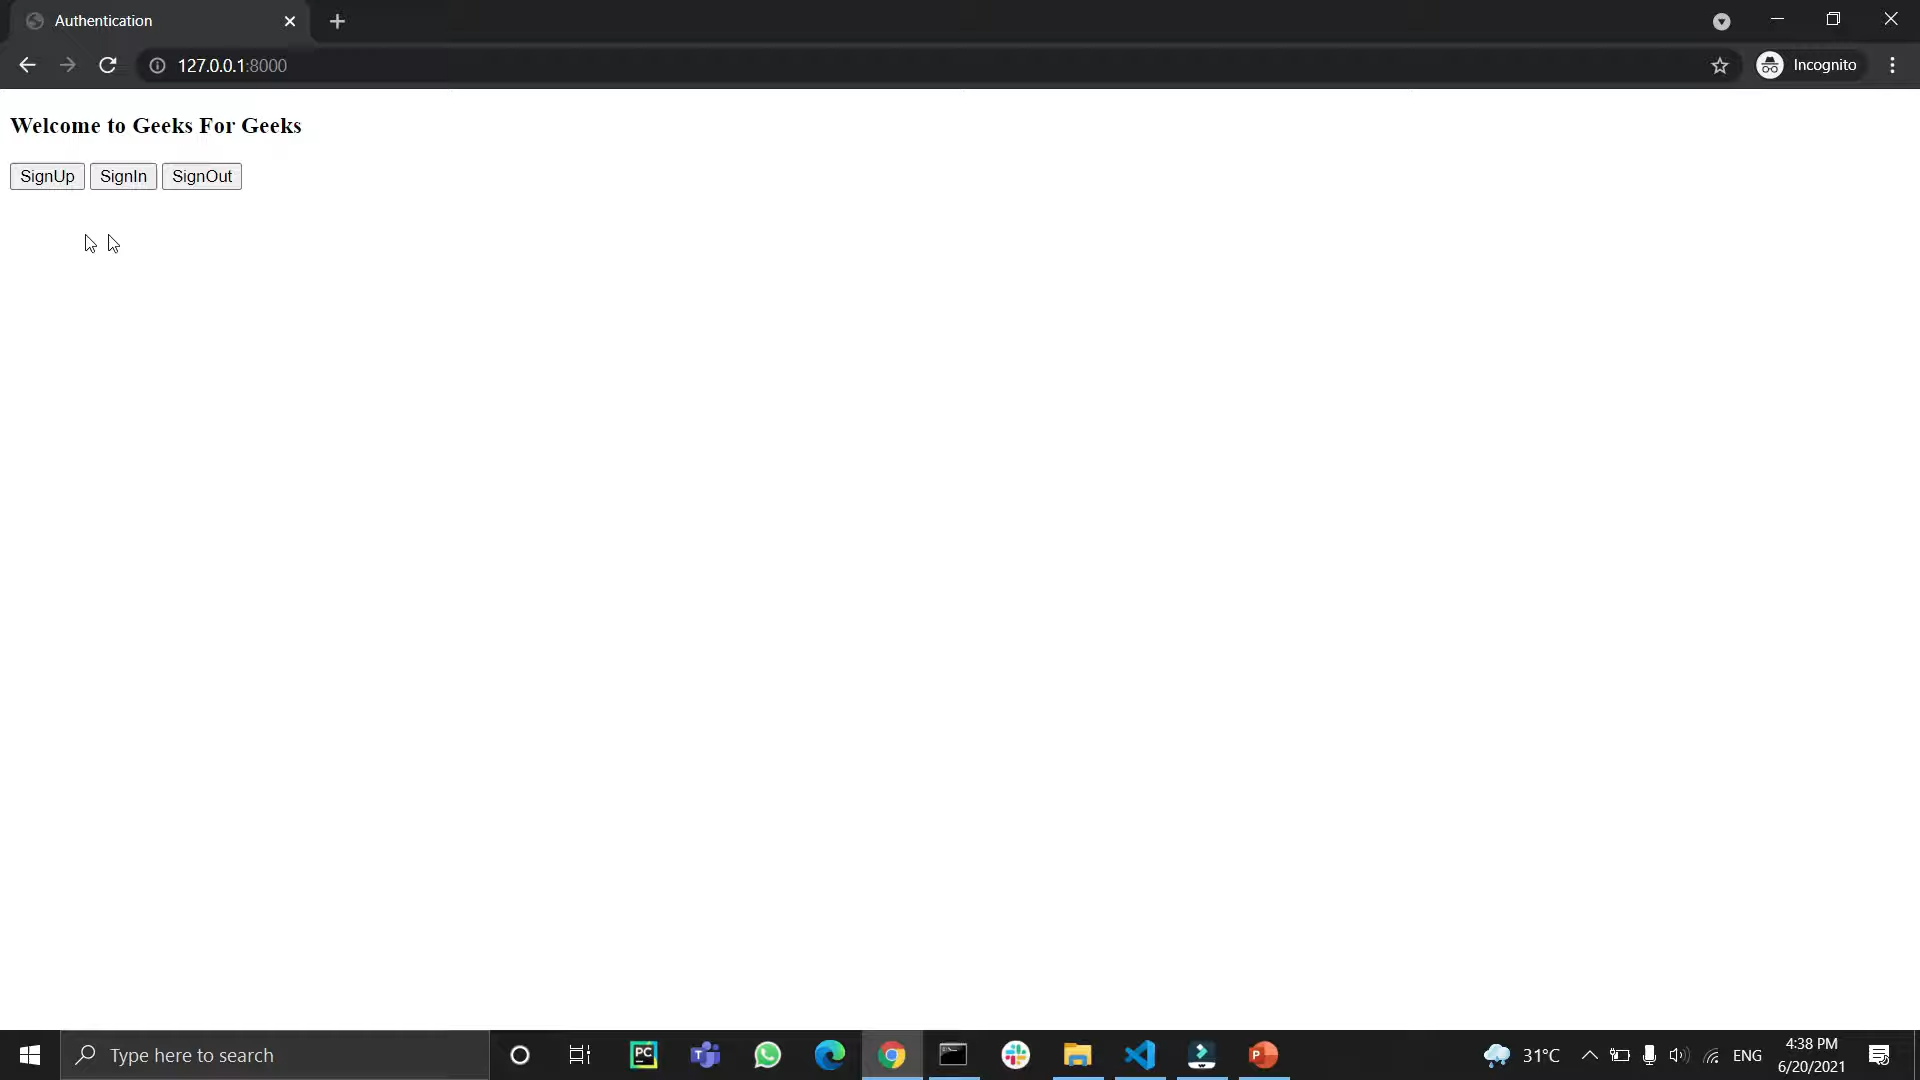 Authentication
127.0.0.1:8000
Incognito
Welcome to Geeks For Geeks
SignUp SignIn SignOut
Type here to search
PC
T
P
31°C
ENG
4:38 PM
6/20/2021